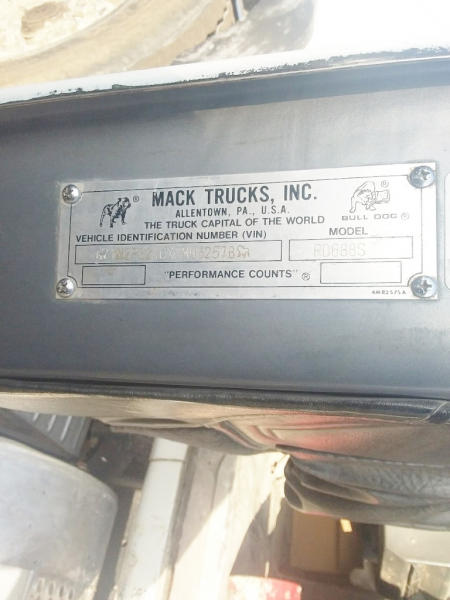 MACK TRUCKS, INC.
ALLENTOWN, PA., U.S.A.
THE TRUCK CAPITAL OF THE WORLD
BULL DOG ®
VEHICLE IDENTIFICATION NUMBER (VIN)
MODEL
RD688S
"PERFORMANCE COUNTS" ®